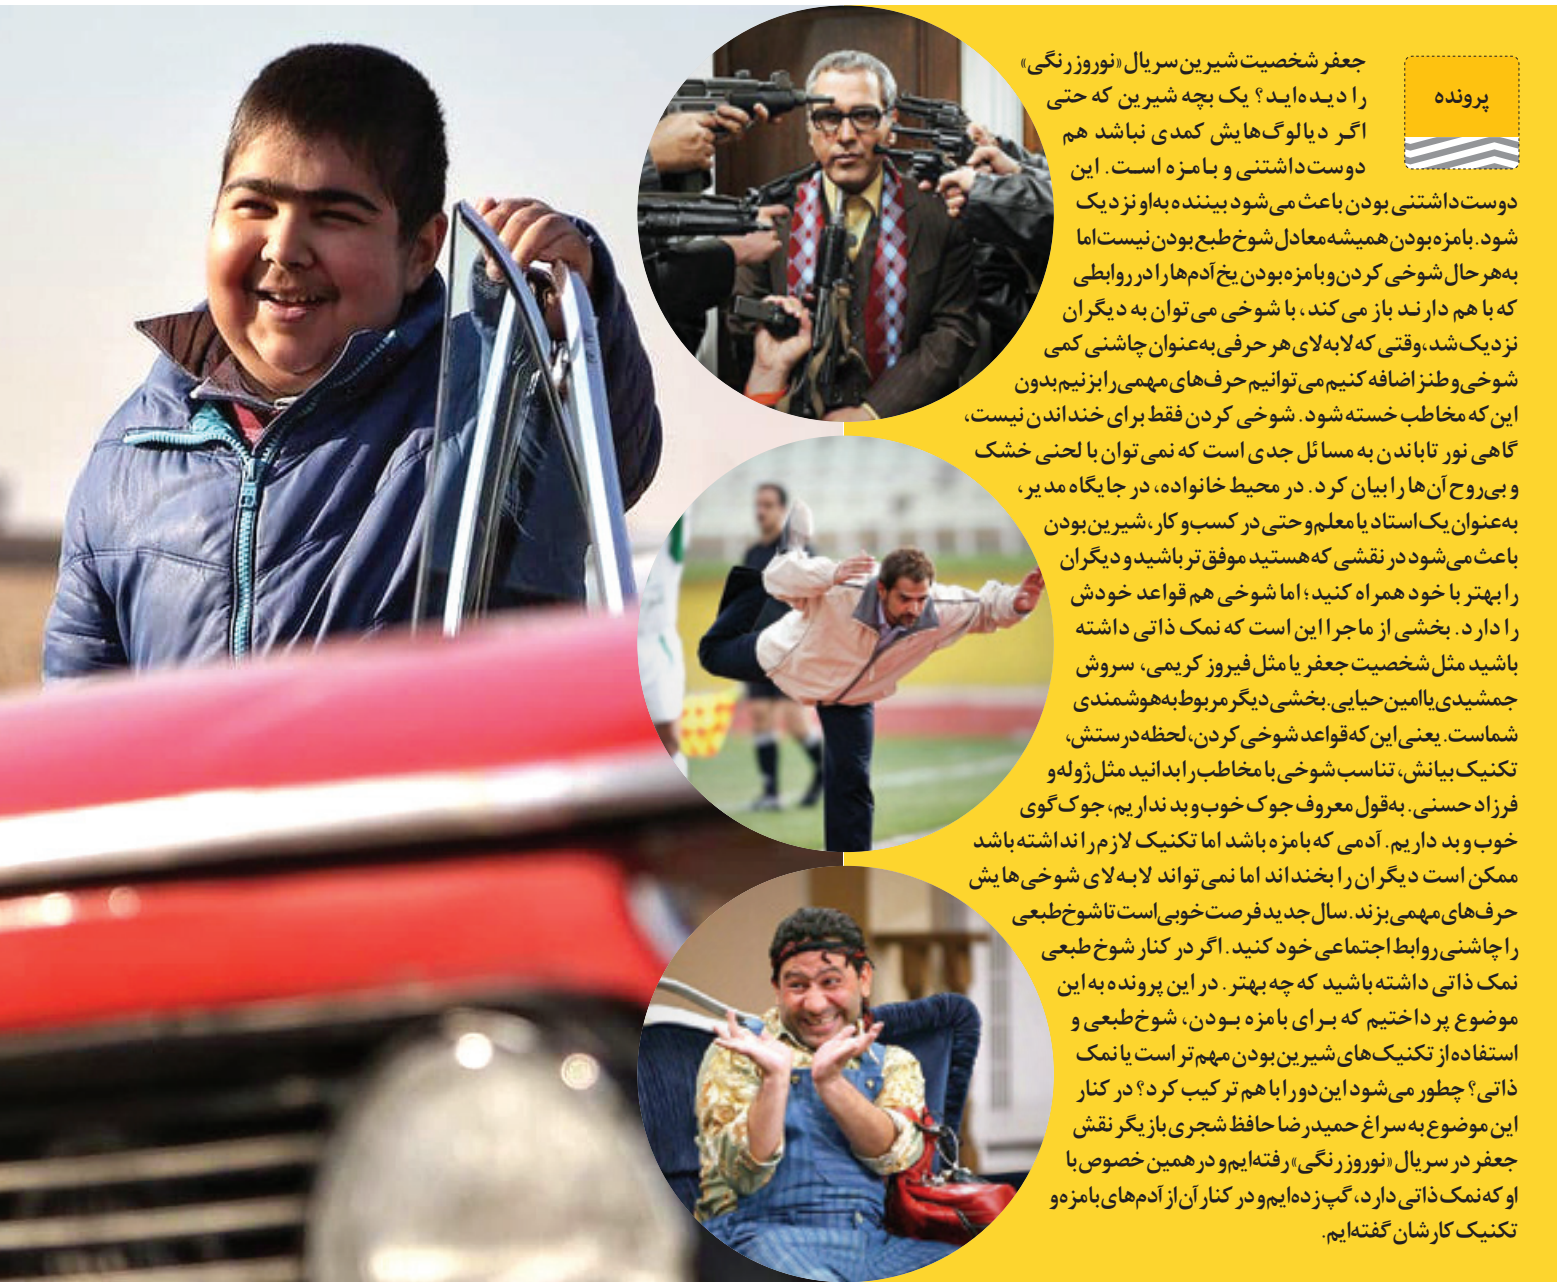 پرونده
جعفر شخصیت شیرین سریال «نوروز رنگی»
را دیده‌اید؟ یک بچه شیرین که حتی
اگر دیالوگ‌هایش کمدی نباشد هم
دوست‌داشتنی و بامزه است. این
دوست‌داشتنی بودن باعث می‌شود بیننده به‌او نزدیک
شود. بامزه بودن همیشه معادل شوخ طبع بودن نیست اما
به‌هر حال شوخی کردن و بامزه بودن یخ آدم‌ها را در روابطی
که با هم دارند باز می کند، با شوخی می توان به دیگران
نزدیک شد، وقتی که لابه‌لای هر حرفی به‌عنوان چاشنی کمی
شوخی و طنز اضافه کنیم می توانیم حرف‌های مهمی را بزنیم بدون
این که مخاطب خسته شود. شوخی کردن فقط برای خنداندن نیست،
گاهی نور تاباندن به مسائل جدی است که نمی توان با لحنی خشک
و بی‌روح آن‌ها را بیان کرد. در محیط خانواده، در جایگاه مدیر،
به‌عنوان یک استاد یا معلم و حتی در کسب و کار، شیرین بودن
باعث می‌شود در نقشی که هستید موفق تر باشید و دیگران
را بهتر با خود همراه کنید؛ اما شوخی هم قواعد خودش
را دارد. بخشی از ماجرا این است که نمک ذاتی داشته
باشید مثل شخصیت جعفر یا مثل فیروز کریمی، سروش
جمشیدی یا امین حیایی. بخشی دیگر مربوط به‌هوشمندی
شماست. یعنی این که قواعد شوخی کردن، لحظه درستش،
تکنیک بیانش، تناسب شوخی با مخاطب را بدانید مثل ژوله و
فرزاد حسنی. به‌قول معروف جوک خوب و بد نداریم، جوک گوی
خوب و بد داریم. آدمی که بامزه باشد اما تکنیک لازم را نداشته باشد
ممکن است دیگران را بخنداند اما نمی تواند لابه‌لای شوخی‌هایش
حرف‌های مهمی بزند. سال جدید فرصت خوبی است تا شوخ طبعی
را چاشنی روابط اجتماعی خود کنید. اگر در کنار شوخ طبعی
نمک ذاتی داشته باشید که چه بهتر. در این پرونده به این
موضوع پرداختیم که برای بامزه بودن، شوخ‌طبعی و
استفاده از تکنیک‌های شیرین بودن مهم تر است یا نمک
ذاتی؟ چطور می‌شود این دو را با هم ترکیب کرد؟ در کنار
این موضوع به سراغ حمیدرضا حافظ شجری بازیگر نقش
جعفر در سریال «نوروز رنگی» رفته‌ایم و در همین خصوص با
او که نمک ذاتی دارد، گپ زده‌ایم و در کنار آن از آدم‌های بامزه و
تکنیک کارشان گفته‌ایم.